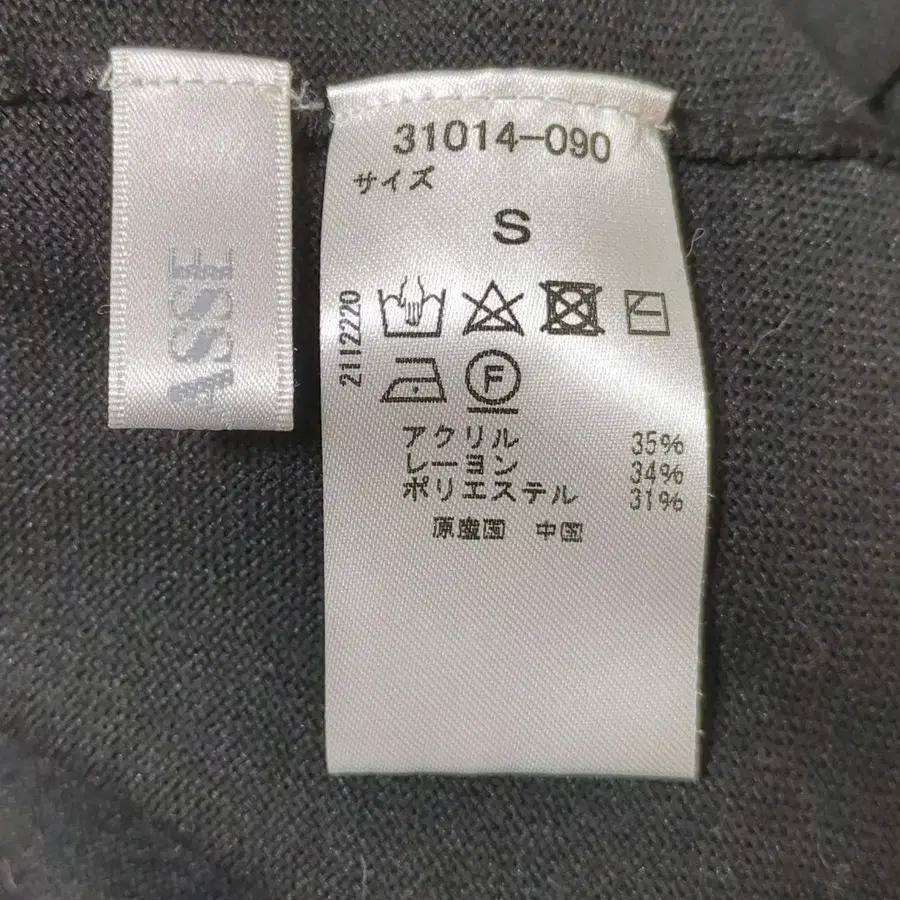 ASSE
31014-090
サイズ
S
2112220
F
アクリル 35%
レーヨン 34%
ポリエステル 31%
原産国 中国